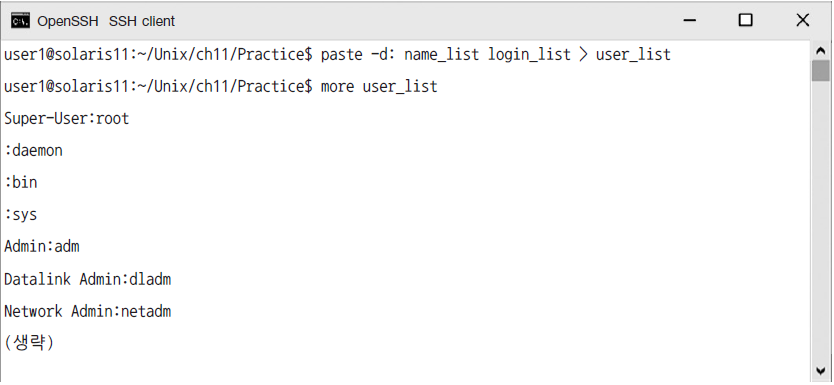 OpenSSH SSH client
user1@solaris11:~/Unix/ch11/Practice$ paste -d: name_list login_list > user_list
user1@solaris11:~/Unix/ch11/Practice$ more user_list
Super-User:root
:daemon
:bin
:sys
Admin:adm
Datalink Admin:dladm
Network Admin:netadm
(생략)